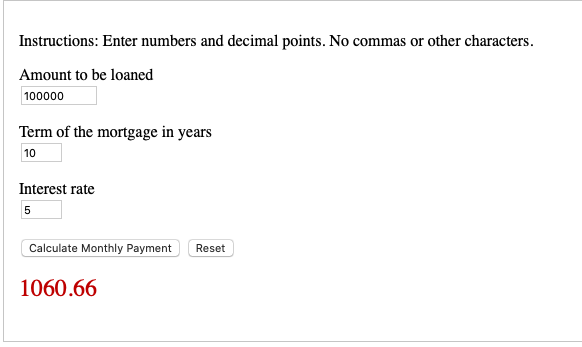 Instructions: Enter numbers and decimal points. No commas or other characters.
Amount to be loaned
100000
Term of the mortgage in years
10
Interest rate
5
Calculate Monthly Payment Reset
1060.66